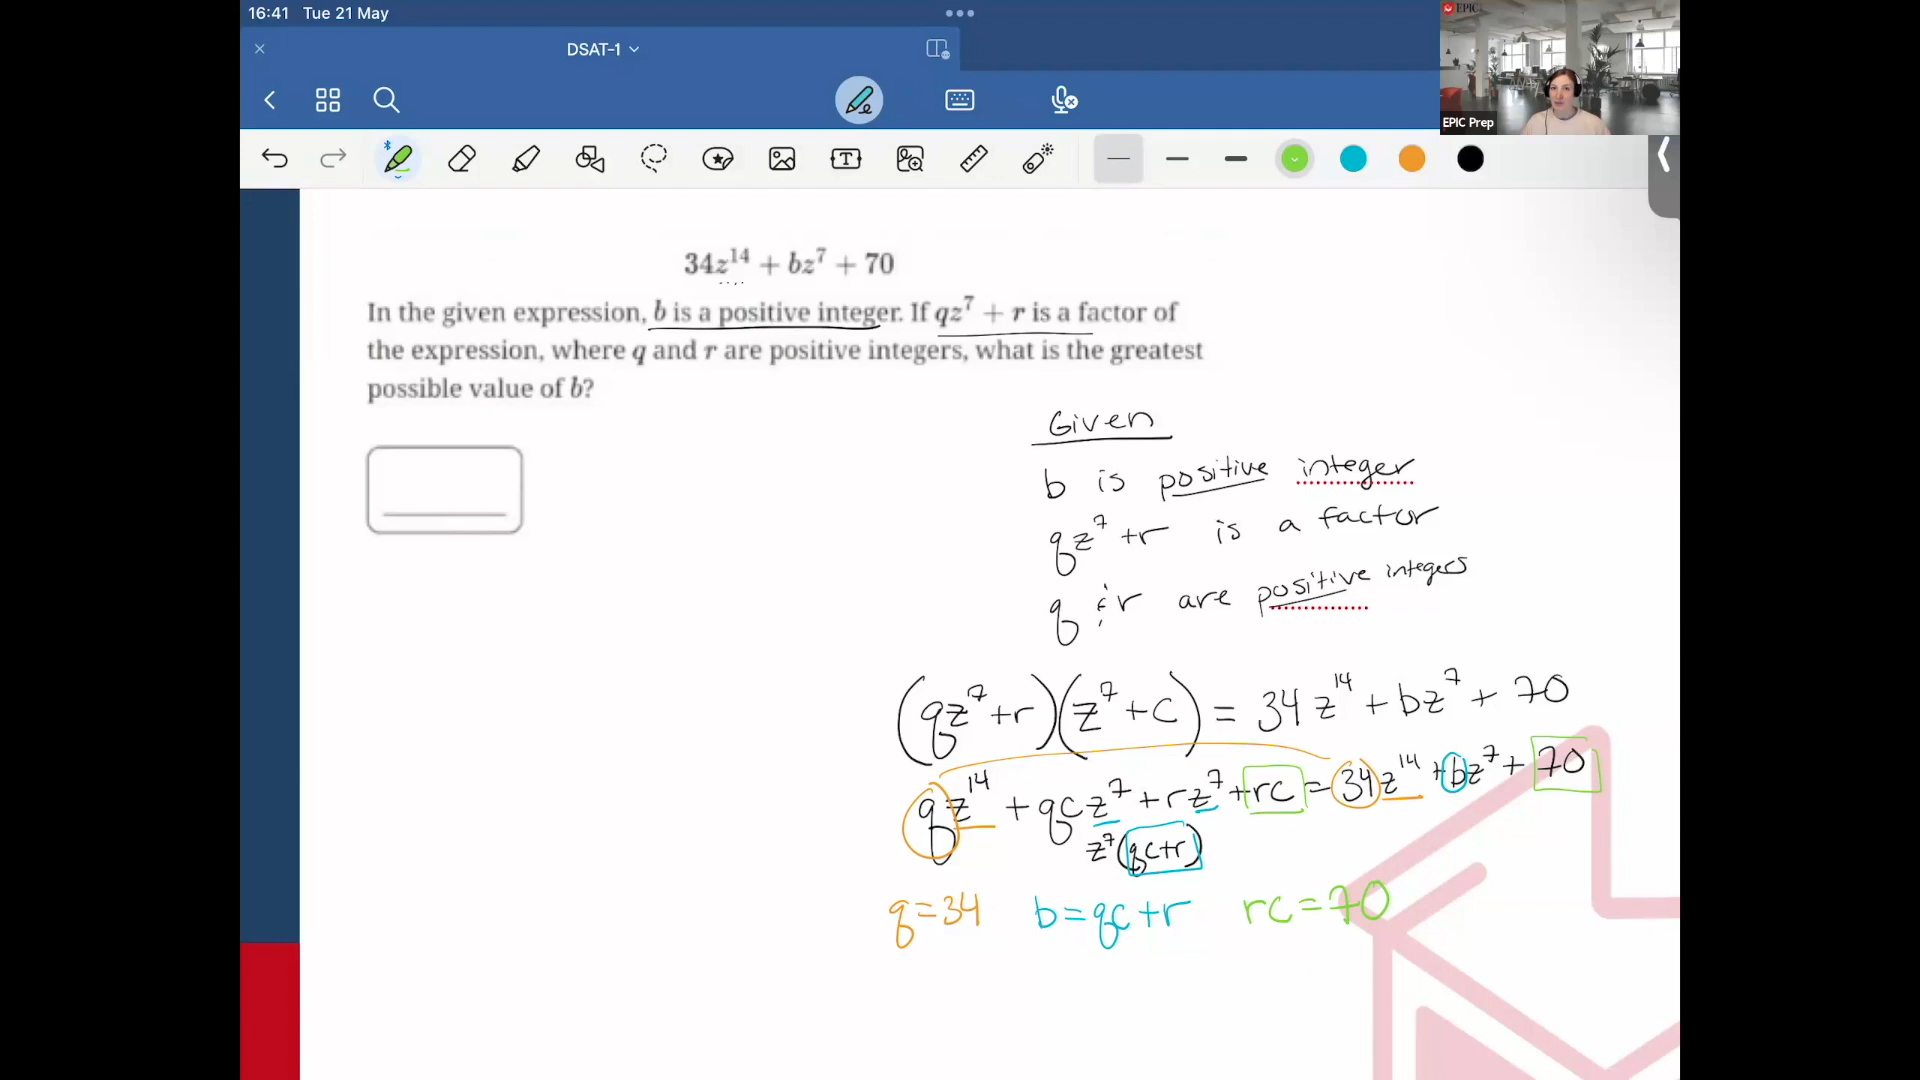 16:41 Tue 21 May
DSAT-1
EPIC
EPIC Prep
34z¹⁴ + bz⁷ + 70
In the given expression, b is a positive integer. If qz⁷ + r is a factor of
the expression, where q and r are positive integers, what is the greatest
possible value of b?
Given
b is positive integer
qz⁷ + r is a factor
q & r are positive integers
(qz⁷ + r)(z⁷ + c) = 34z¹⁴ + bz⁷ + 70
qz¹⁴ + qcz⁷ + rz⁷ + rc = 34z¹⁴ + bz⁷ + 70
z⁷(qc+r)
q=34 b=qc+r rc=70